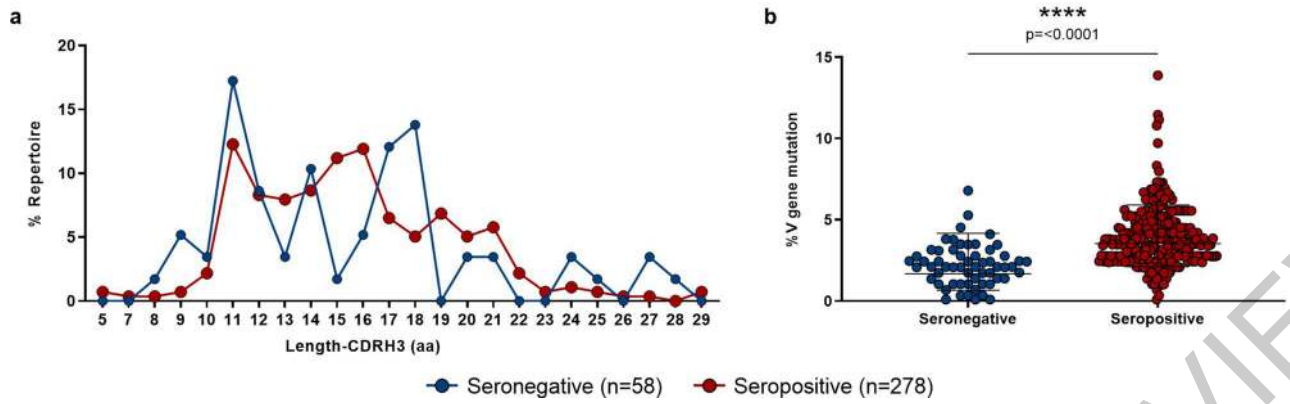 a
% Repertoire
20
15
10
5
0
5 7 8 9 10 11 12 13 14 15 16 17 18 19 20 21 22 23 24 25 26 27 28 29
Length-CDRH3 (aa)
b
****
p=<0.0001
% V gene mutation
15
10
5
0
Seronegative Seropositive
Seronegative (n=58) Seropositive (n=278)